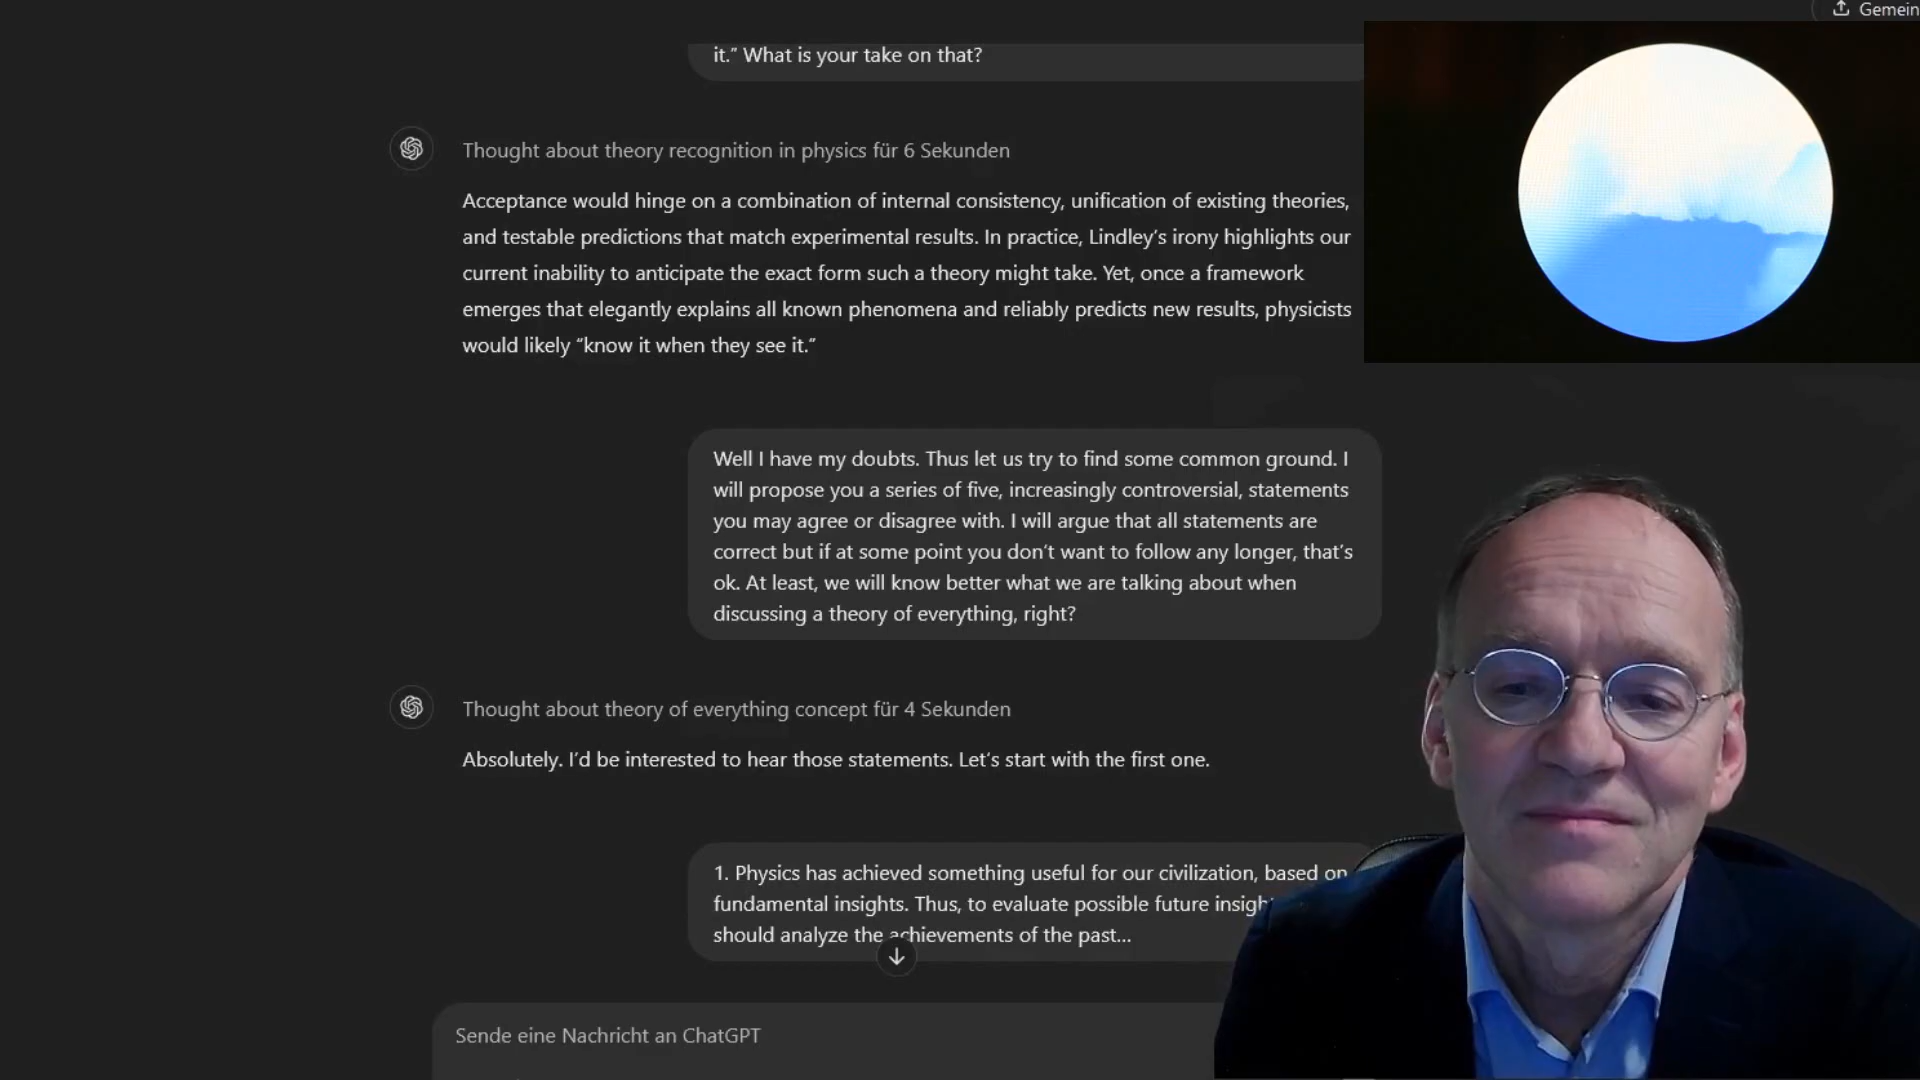 Gemein
it.” What is your take on that?
Thought about theory recognition in physics für 6 Sekunden
Acceptance would hinge on a combination of internal consistency, unification of existing theories,
and testable predictions that match experimental results. In practice, Lindley’s irony highlights our
current inability to anticipate the exact form such a theory might take. Yet, once a framework
emerges that elegantly explains all known phenomena and reliably predicts new results, physicists
would likely “know it when they see it.”
Well I have my doubts. Thus let us try to find some common ground. I
will propose you a series of five, increasingly controversial, statements
you may agree or disagree with. I will argue that all statements are
correct but if at some point you don’t want to follow any longer, that’s
ok. At least, we will know better what we are talking about when
discussing a theory of everything, right?
Thought about theory of everything concept für 4 Sekunden
Absolutely. I’d be interested to hear those statements. Let’s start with the first one.
1. Physics has achieved something useful for our civilization, based on
fundamental insights. Thus, to evaluate possible future
should analyze the achievements of the past...
Sende eine Nachricht an ChatGPT